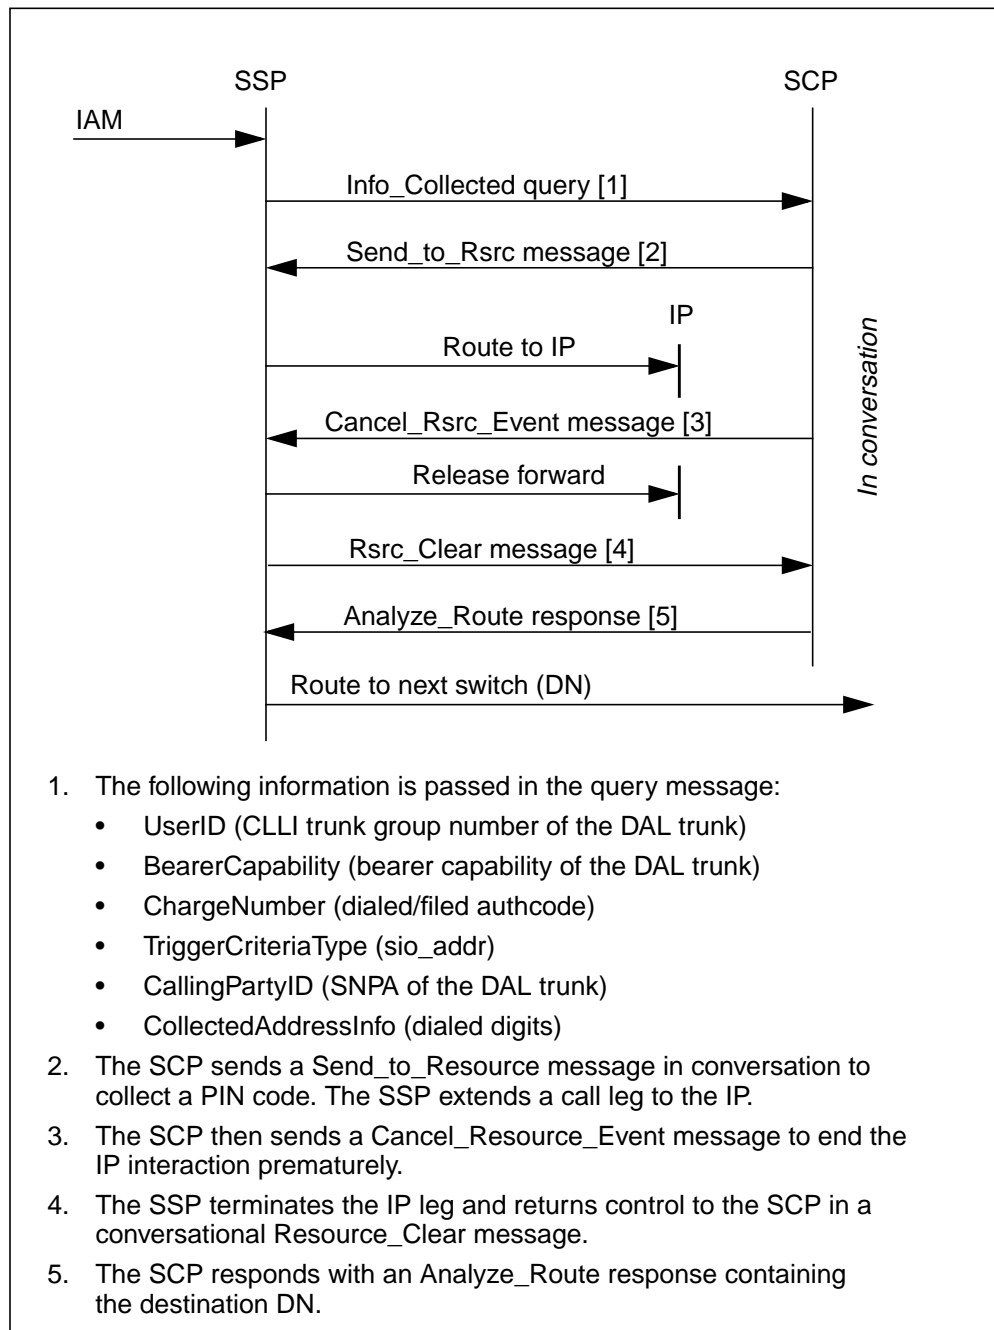 SSP SCP
IAM
Info_Collected query [1]
Send_to_Rsrc message [2]
IP
Route to IP
In conversation
Cancel_Rsrc_Event message [3]
Release forward
Rsrc_Clear message [4]
Analyze_Route response [5]
Route to next switch (DN)
1. The following information is passed in the query message:
• UserID (CLLI trunk group number of the DAL trunk)
• BearerCapability (bearer capability of the DAL trunk)
• ChargeNumber (dialed/filed authcode)
• TriggerCriteriaType (sio_addr)
• CallingPartyID (SNPA of the DAL trunk)
• CollectedAddressInfo (dialed digits)
2. The SCP sends a Send_to_Resource message in conversation to
collect a PIN code. The SSP extends a call leg to the IP.
3. The SCP then sends a Cancel_Resource_Event message to end the
IP interaction prematurely.
4. The SSP terminates the IP leg and returns control to the SCP in a
conversational Resource_Clear message.
5. The SCP responds with an Analyze_Route response containing
the destination DN.